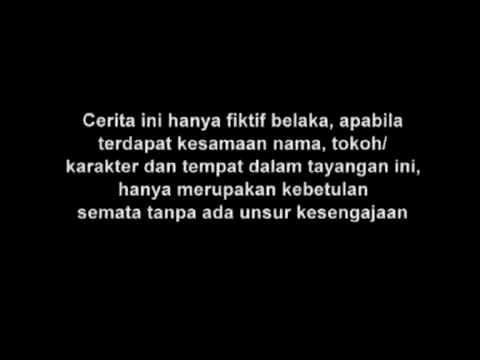 Cerita ini hanya fiktif belaka, apabila
terdapat kesamaan nama, tokoh/
karakter dan tempat dalam tayangan ini,
hanya merupakan kebetulan
semata tanpa ada unsur kesengajaan